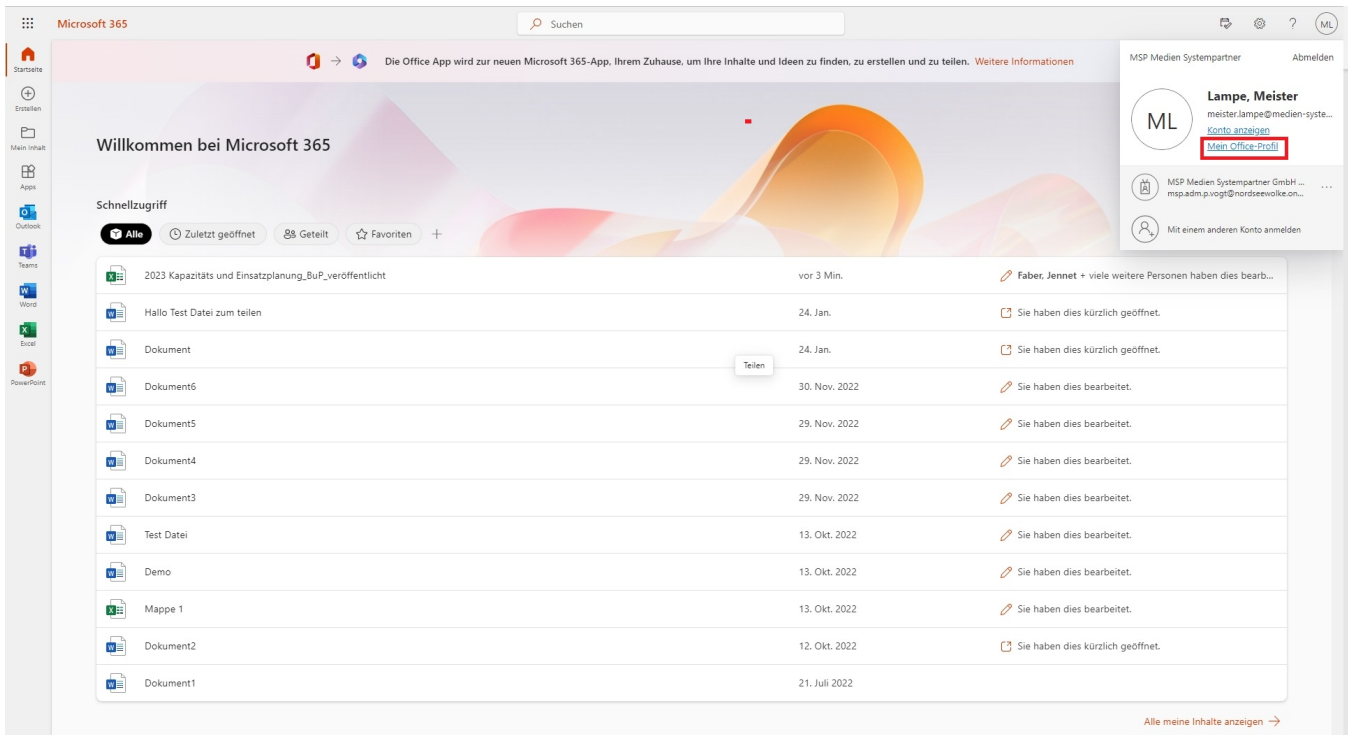 Microsoft 365
Suchen
ML
Startseite
Erstellen
Mein Inhalt
Apps
Outlook
Teams
Word
Excel
PowerPoint
Die Office App wird zur neuen Microsoft 365-App, Ihrem Zuhause, um Ihre Inhalte und Ideen zu finden, zu erstellen und zu teilen. Weitere Informationen
MSP Medien Systempartner Abmelden
ML
Lampe, Meister
meister.lampe@medien-syste...
Konto anzeigen
Mein Office-Profil
MSP Medien Systempartner GmbH ...
msp.adm.p.vogt@nordseewolke.on...
Mit einem anderen Konto anmelden
Willkommen bei Microsoft 365
Schnellzugriff
Alle Zuletzt geöffnet Geteilt Favoriten
2023 Kapazitäts und Einsatzplanung_BuP_veröffentlicht vor 3 Min. Faber, Jennet + viele weitere Personen haben dies bearb...
Hallo Test Datei zum teilen 24. Jan. Sie haben dies kürzlich geöffnet.
Dokument 24. Jan. Sie haben dies kürzlich geöffnet.
Teilen
Dokument6 30. Nov. 2022 Sie haben dies bearbeitet.
Dokument5 29. Nov. 2022 Sie haben dies bearbeitet.
Dokument4 29. Nov. 2022 Sie haben dies bearbeitet.
Dokument3 29. Nov. 2022 Sie haben dies bearbeitet.
Test Datei 13. Okt. 2022 Sie haben dies bearbeitet.
Demo 13. Okt. 2022 Sie haben dies bearbeitet.
Mappe 1 13. Okt. 2022 Sie haben dies bearbeitet.
Dokument2 12. Okt. 2022 Sie haben dies kürzlich geöffnet.
Dokument1 21. Juli 2022
Alle meine Inhalte anzeigen